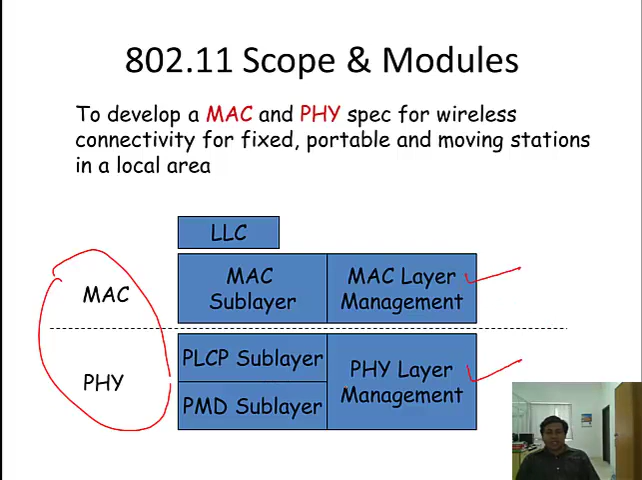 802.11 Scope & Modules
To develop a MAC and PHY spec for wireless
connectivity for fixed, portable and moving stations
in a local area
LLC
MAC
MAC
Sublayer
MAC Layer
Management
PHY
PLCP Sublayer
PMD Sublayer
PHY Layer
Management